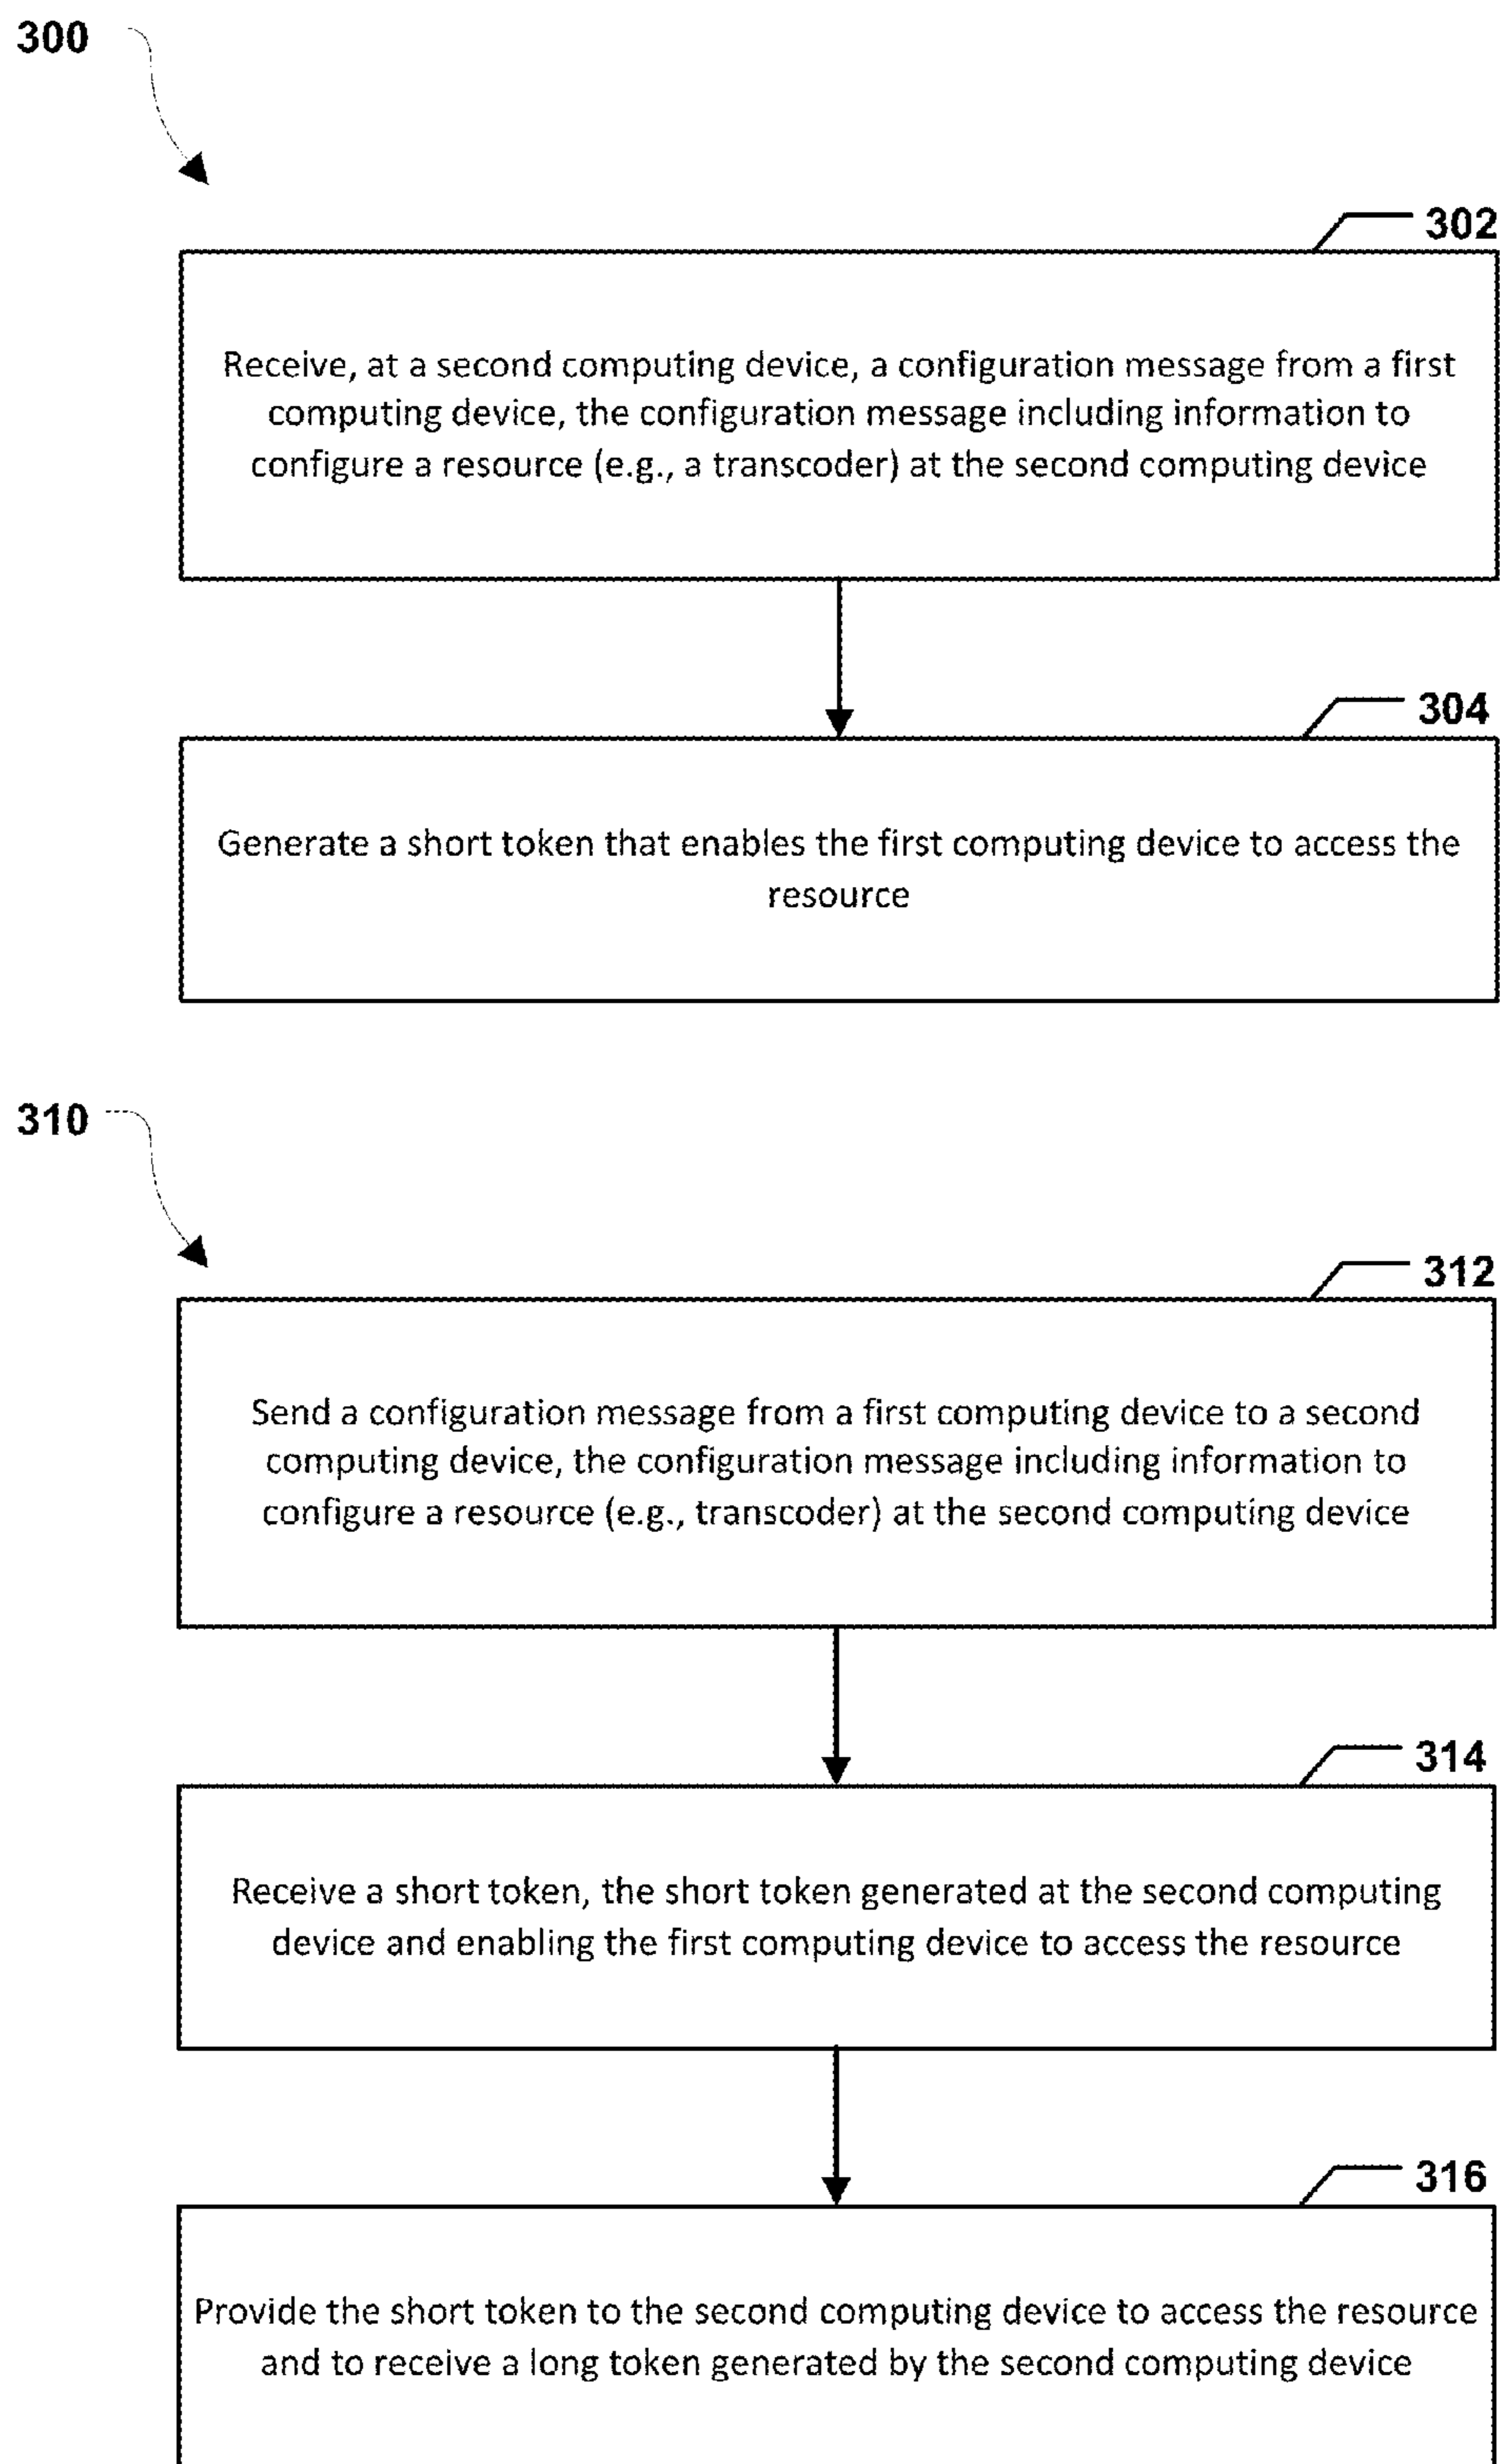 300
302
Receive, at a second computing device, a configuration message from a first
computing device, the configuration message including information to
configure a resource (e.g., a transcoder) at the second computing device
304
Generate a short token that enables the first computing device to access the
resource
310
312
Send a configuration message from a first computing device to a second
computing device, the configuration message including information to
configure a resource (e.g., transcoder) at the second computing device
314
Receive a short token, the short token generated at the second computing
device and enabling the first computing device to access the resource
316
Provide the short token to the second computing device to access the resource
and to receive a long token generated by the second computing device